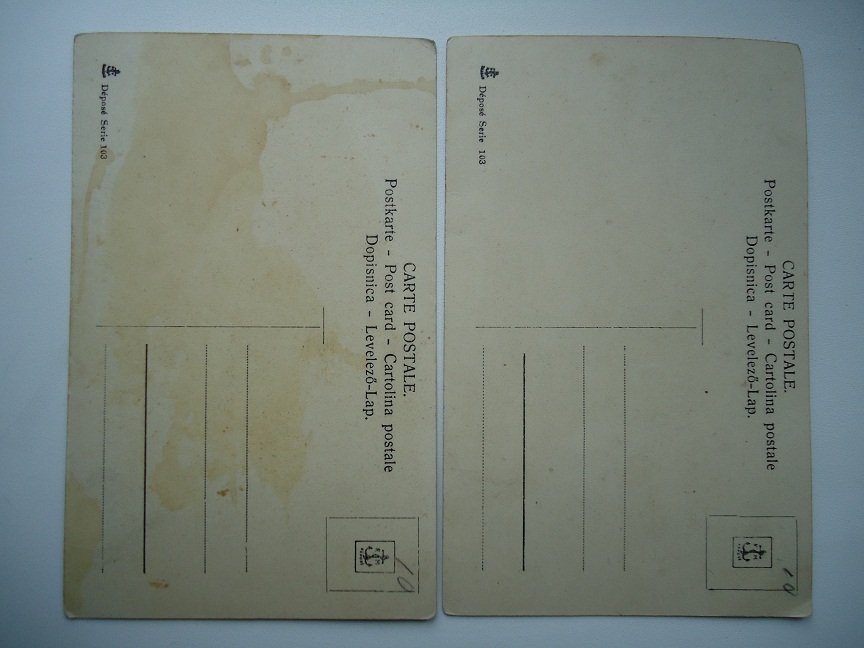 CARTE POSTALE.
Postkarte - Post card - Cartolina postale
Dopisnica - Levelező-Lap.
Déposé Serie 103
10
CARTE POSTALE.
Postkarte - Post card - Cartolina postale
Dopisnica - Levelező-Lap.
Déposé Serie 103
10